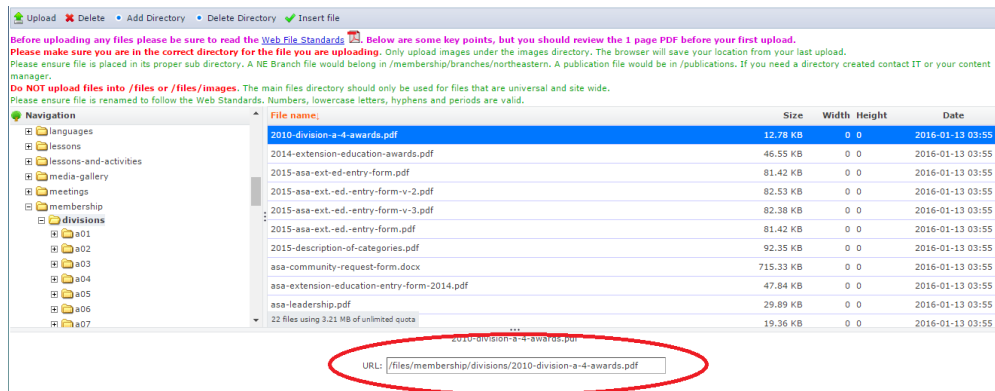 Upload Delete Add Directory Delete Directory Insert file
Before uploading any files please be sure to read the Web File Standards. Below are some key points, but you should review the 1 page PDF before your first upload.
Please make sure you are in the correct directory for the file you are uploading. Only upload images under the images directory. The browser will save your location from your last upload.
Please ensure file is placed in its proper sub directory. A NE Branch file would belong in /membership/branches/northeastern. A publication file would be in /publications. If you need a directory created contact IT or your content
manager.
Do NOT upload files into /files or /files/images. The main files directory should only be used for files that are universal and site wide.
Please ensure file is renamed to follow the Web Standards. Numbers, lowercase letters, hyphens and periods are valid.
Navigation
languages
lessons
lessons-and-activities
media-gallery
meetings
membership
divisions
a01
a02
a03
a04
a05
a06
a07
File name Size Width Height Date
2010-division-a-4-awards.pdf 12.78 KB 0 0 2016-01-13 03:55
2014-extension-education-awards.pdf 46.55 KB 0 0 2016-01-13 03:55
2015-asa-ext-ed-entry-form.pdf 81.42 KB 0 0 2016-01-13 03:55
2015-asa-ext.-ed.-entry-form-v-2.pdf 82.53 KB 0 0 2016-01-13 03:55
2015-asa-ext.-ed.-entry-form-v-3.pdf 82.38 KB 0 0 2016-01-13 03:55
2015-asa-ext.-ed.-entry-form.pdf 81.42 KB 0 0 2016-01-13 03:55
2015-description-of-categories.pdf 92.35 KB 0 0 2016-01-13 03:55
asa-community-request-form.docx 715.33 KB 0 0 2016-01-13 03:55
asa-extension-education-entry-form-2014.pdf 47.84 KB 0 0 2016-01-13 03:55
asa-leadership.pdf 29.89 KB 0 0 2016-01-13 03:55
22 files using 3.21 MB of unlimited quota 19.36 KB 0 0 2016-01-13 03:55
2010-division-a-4-awards.pdf
URL: /files/membership/divisions/2010-division-a-4-awards.pdf